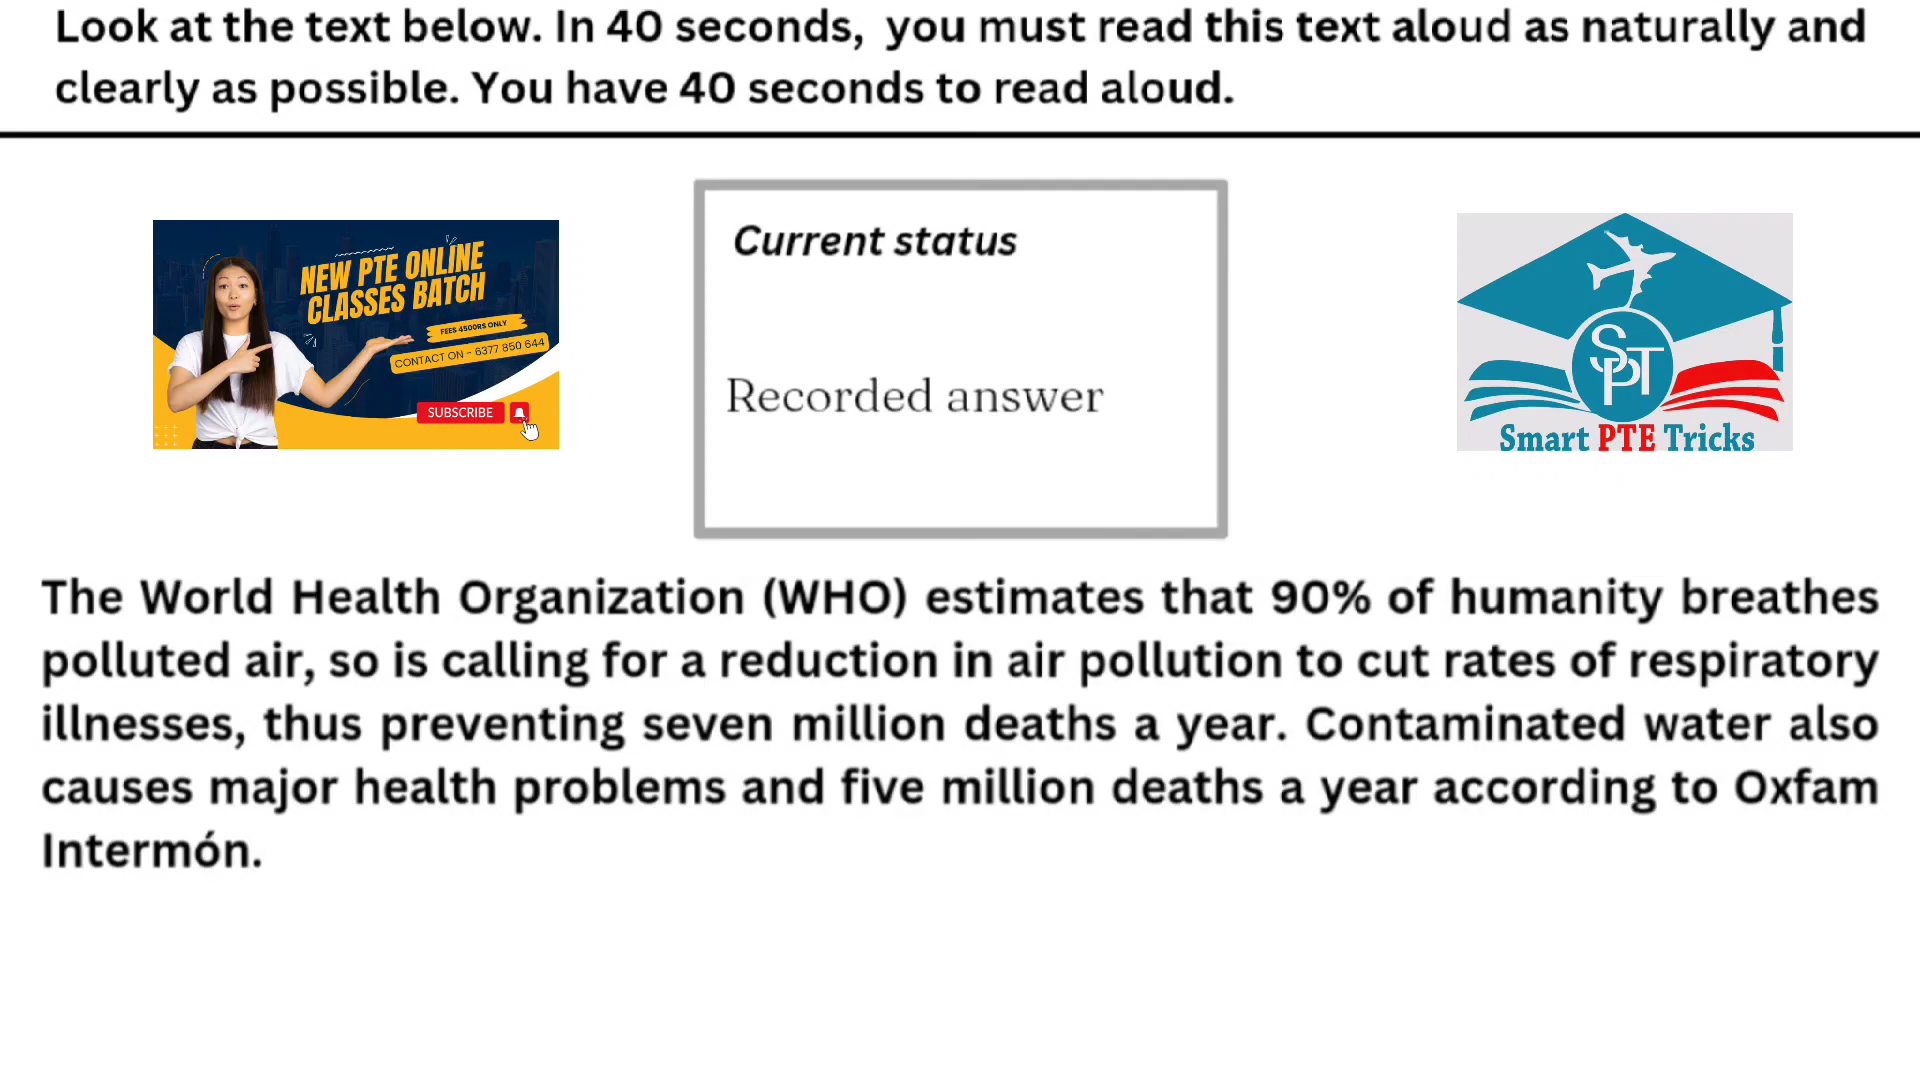 Look at the text below. In 40 seconds, you must read this text aloud as naturally and
clearly as possible. You have 40 seconds to read aloud.
NEW PTE ONLINE
CLASSES BATCH
FEES 4500RS ONLY
CONTACT ON - 6377 850 644
SUBSCRIBE
Current status
Recorded answer
SPT
Smart PTE Tricks
The World Health Organization (WHO) estimates that 90% of humanity breathes
polluted air, so is calling for a reduction in air pollution to cut rates of respiratory
illnesses, thus preventing seven million deaths a year. Contaminated water also
causes major health problems and five million deaths a year according to Oxfam
Intermón.